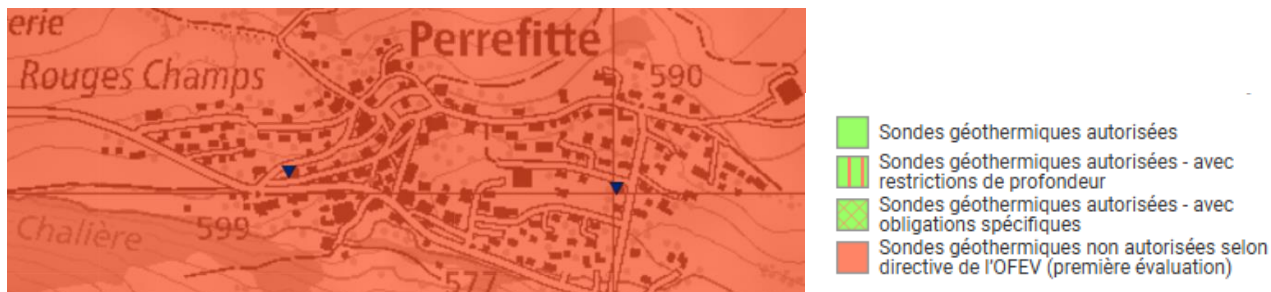 erie
Perrefitte
Rouges Champs
590
Chalière
599
577
Sondes géothermiques autorisées
Sondes géothermiques autorisées - avec
restrictions de profondeur
Sondes géothermiques autorisées - avec
obligations spécifiques
Sondes géothermiques non autorisées selon
directive de l'OFEV (première évaluation)